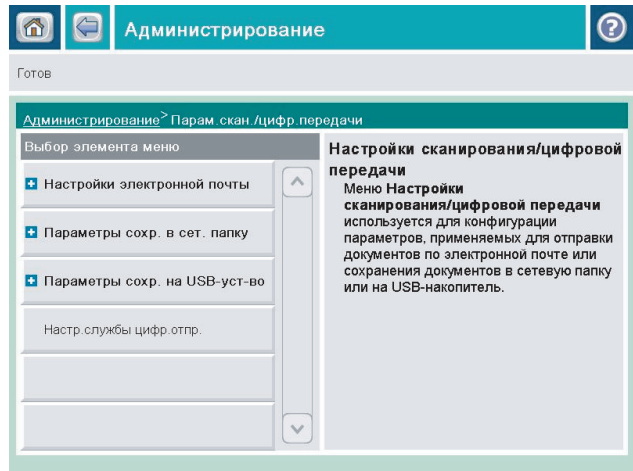 Администрирование
?
Готов
Администрирование > Парам.скан./цифр.передачи
Выбор элемента меню
Настройки электронной почты
Параметры сохр. в сет. папку
Параметры сохр. на USB-уст-во
Настр.службы цифр.отпр.
Настройки сканирования/цифровой
передачи
Меню Настройки
сканирования/цифровой передачи
используется для конфигурации
параметров, применяемых для отправки
документов по электронной почте или
сохранения документов в сетевую папку
или на USB-накопитель.